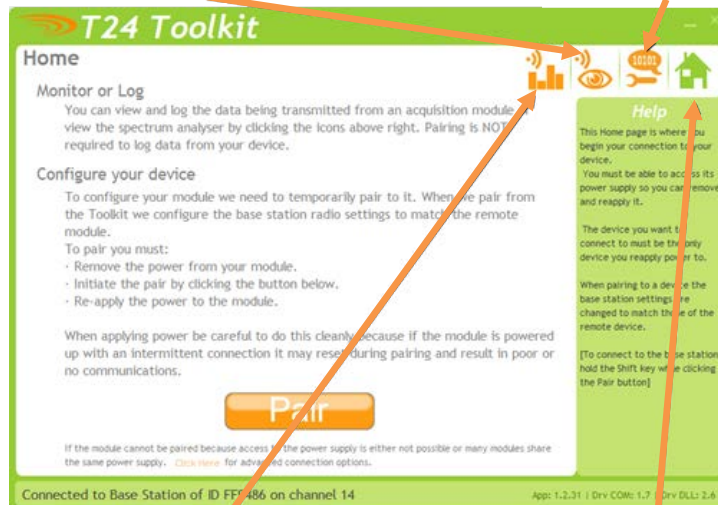 T24 Toolkit
Home
10101
Monitor or Log
You can view and log the data being transmitted from an acquisition module
view the spectrum analyser by clicking the icons above right. Pairing is NOT
required to log data from your device.
Configure your device
To configure your module we need to temporarily pair to it. When we pair from
the Toolkit we configure the base station radio settings to match the remote
module.
To pair you must:
· Remove the power from your module.
· Initiate the pair by clicking the button below.
· Re-apply the power to the module.
When applying power be careful to do this cleanly because if the module is powered
up with an intermittent connection it may reset during pairing and result in poor or
no communications.
Pair
If the module cannot be paired because access to the power supply is either not possible or many modules share
the same power supply. Click Here for advanced connection options.
Help
This Home page is where you
begin your connection to your
device.
You must be able to access its
power supply so you can remove
and reapply it.
The device you want to
connect to must be the only
device you reapply power to.
When pairing to a device the
base station settings are
changed to match those of the
remote device.
[To connect to the base station
hold the Shift key while clicking
the Pair button]
Connected to Base Station of ID FF9486 on channel 14
App: 1.2.31 | Drv COM: 1.7 | Drv DLL: 2.6